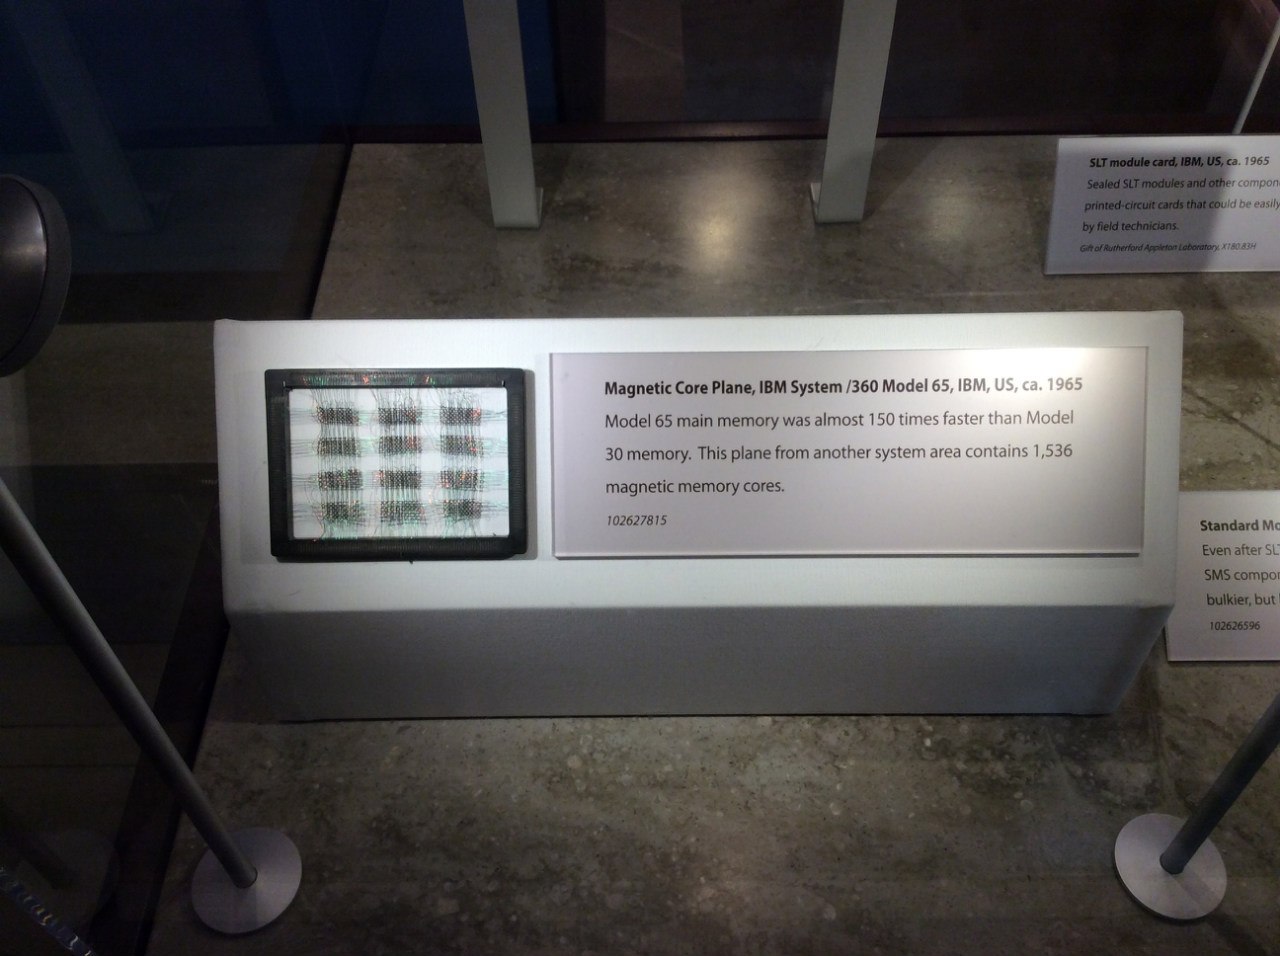 SLT module card, IBM, US, ca. 1965
Sealed SLT modules and other
printed-circuit cards that could be easily
by field technicians.
Gift of Rutherford Appleton Laboratory, X180.83H
Magnetic Core Plane, IBM System /360 Model 65, IBM, US, ca. 1965
Model 65 main memory was almost 150 times faster than Model
30 memory. This plane from another system area contains 1,536
magnetic memory cores.
102627815
Standard
Even after
SMS
bulkier, but
102626596